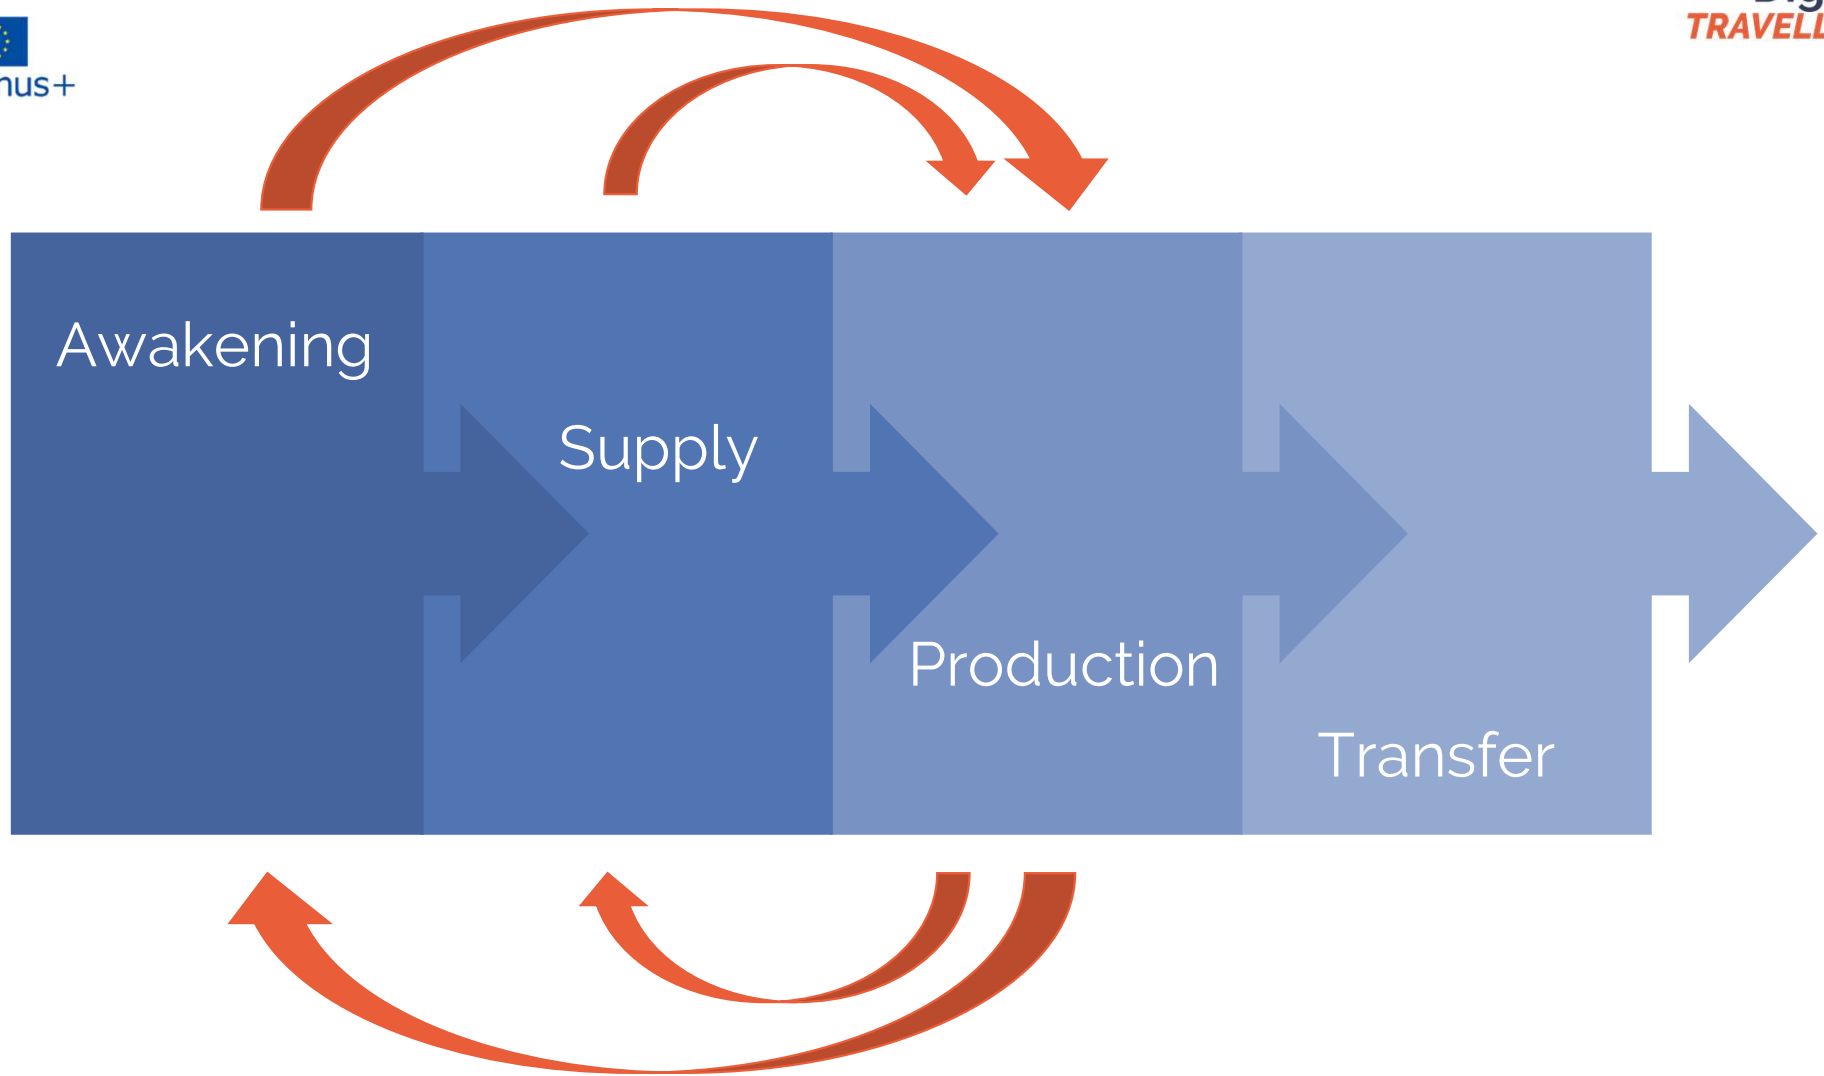 TRAVELL
nus+
Awakening
Supply
Production
Transfer